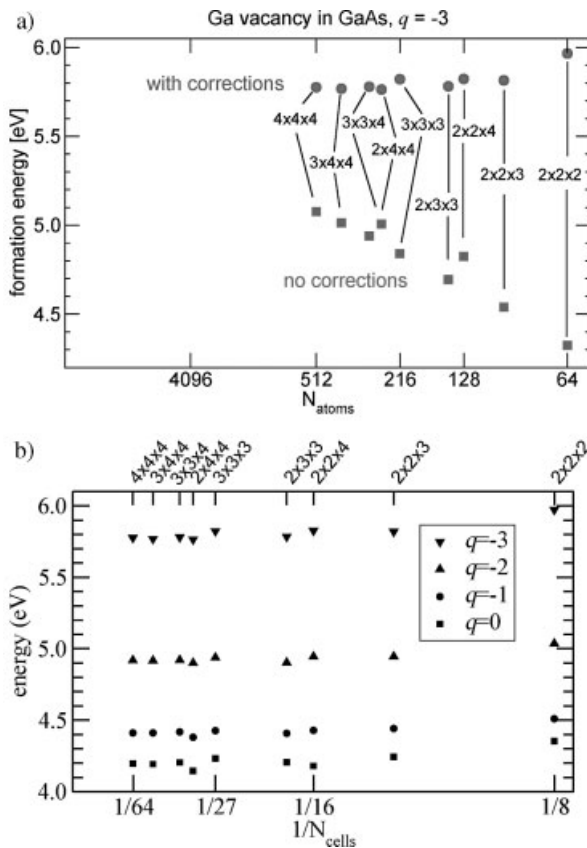 a)
Ga vacancy in GaAs, q = -3
6.0
5.5
5.0
4.5
formation energy [eV]
with corrections
4x4x4
3x4x4
3x3x4
2x4x4
3x3x3
2x3x3
2x2x4
2x2x3
2x2x2
no corrections
4096
512
216
128
64
N_atoms
b)
4x4x4
3x4x4
3x3x4
2x4x4
3x3x3
2x3x3
2x2x4
2x2x3
2x2x2
6.0
5.5
5.0
4.5
4.0
energy (eV)
q=-3
q=-2
q=-1
q=0
1/64
1/27
1/16
1/8
1/N_cells